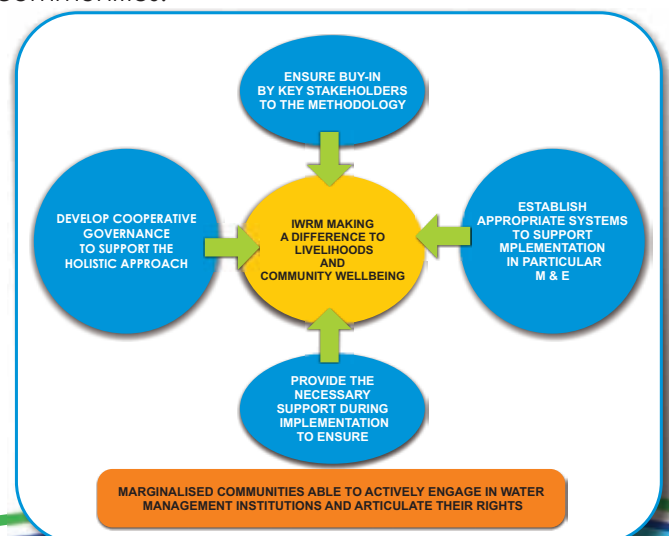 ENSURE BUY-IN
BY KEY STAKEHOLDERS
TO THE METHODOLOGY
DEVELOP COOPERATIVE
GOVERNANCE
TO SUPPORT THE
HOLISTIC APPROACH
IWRM MAKING
A DIFFERENCE TO
LIVELIHOODS
AND
COMMUNITY WELLBEING
ESTABLISH
APPROPRIATE SYSTEMS
TO SUPPORT
MPLEMENTATION
IN PARTICULAR
M & E
PROVIDE THE
NECESSARY
SUPPORT DURING
IMPLEMENTATION
TO ENSURE
MARGINALISED COMMUNITIES ABLE TO ACTIVELY ENGAGE IN WATER
MANAGEMENT INSTITUTIONS AND ARTICULATE THEIR RIGHTS